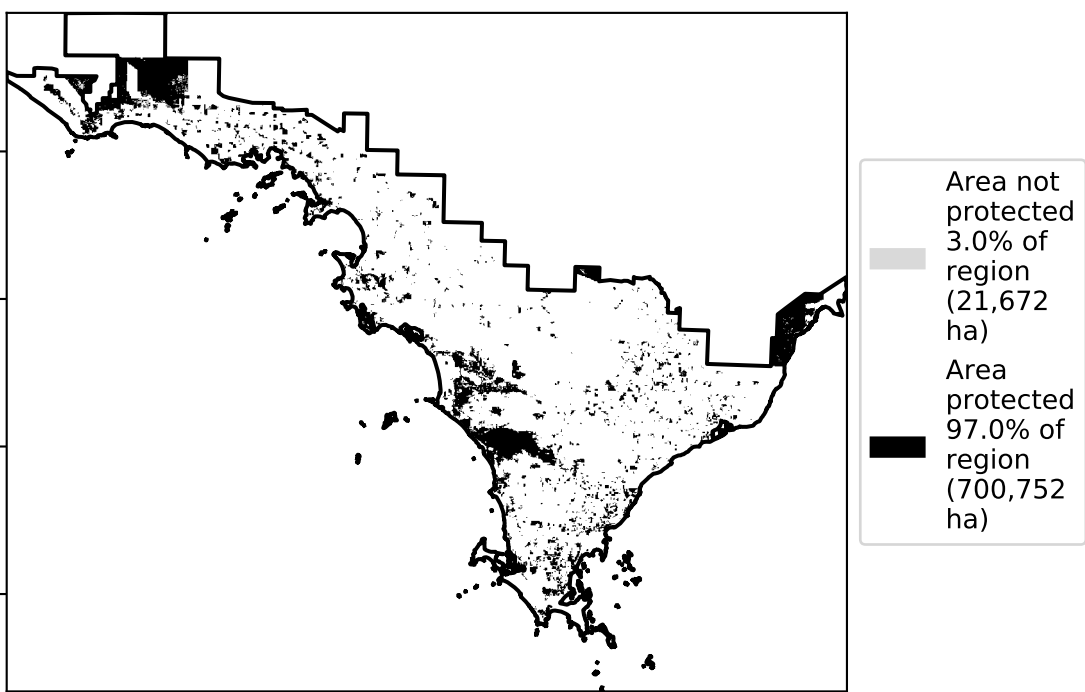 Area not
protected
3.0% of
region
(21,672
ha)
Area
protected
97.0% of
region
(700,752
ha)